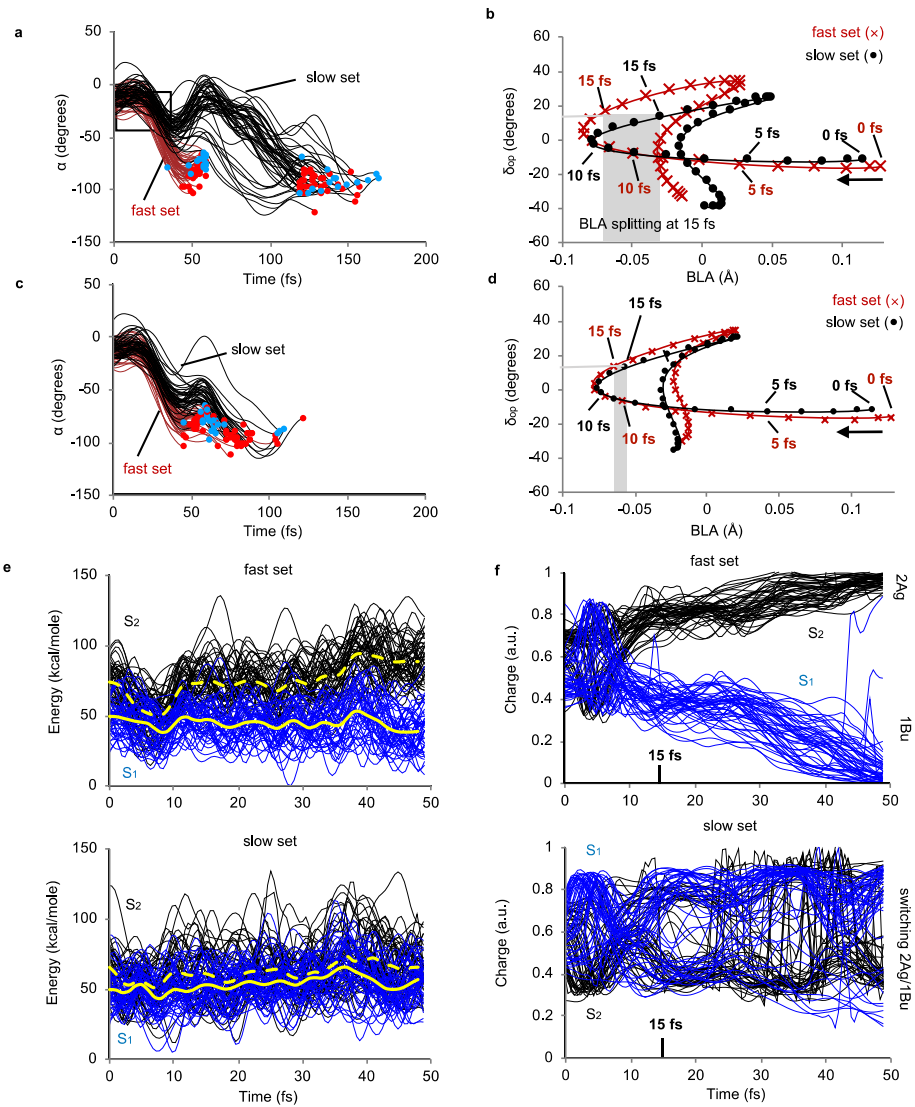 a
50
0
-50
-100
-150
α (degrees)
slow set
fast set
0 50 100 150 200
Time (fs)
b
fast set (×)
slow set (●)
60
40
20
0
-20
-40
-60
δop (degrees)
15 fs
15 fs
5 fs
0 fs
0 fs
10 fs
10 fs
5 fs
BLA splitting at 15 fs
-0.1 -0.05 0 0.05 0.1
BLA (Å)
c
50
0
-50
-100
-150
α (degrees)
slow set
fast set
0 50 100 150 200
Time (fs)
d
fast set (×)
slow set (●)
60
40
20
0
-20
-40
-60
δop (degrees)
15 fs
15 fs
5 fs
0 fs
0 fs
10 fs
10 fs
5 fs
-0.1 -0.05 0 0.05 0.1
BLA (Å)
e
fast set
150
100
50
0
Energy (kcal/mole)
S2
S1
0 10 20 30 40 50
slow set
150
100
50
0
Energy (kcal/mole)
S2
S1
0 10 20 30 40 50
Time (fs)
f
fast set
1
0.8
0.6
0.4
0.2
0
Charge (a.u.)
2Ag
S2
S1
1Bu
15 fs
0 10 20 30 40 50
slow set
1
0.8
0.6
0.4
0.2
0
Charge (a.u.)
S1
S2
switching 2Ag/1Bu
15 fs
0 10 20 30 40 50
Time (fs)